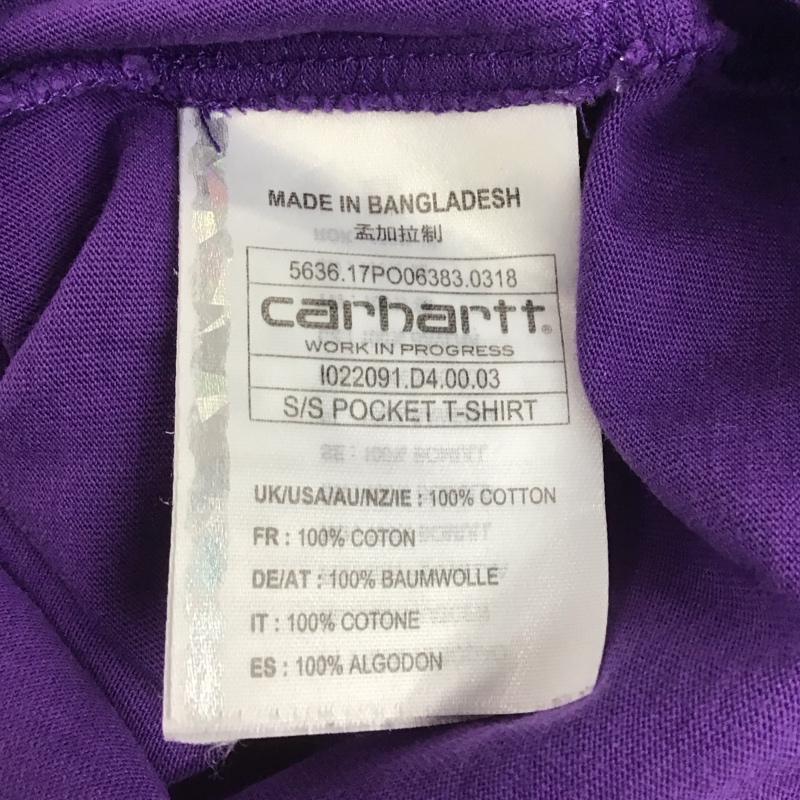 MADE IN BANGLADESH
孟加拉制
5636.17PO06383.0318
carhartt®
WORK IN PROGRESS
I022091.D4.00.03
S/S POCKET T-SHIRT
UK/USA/AU/NZ/IE : 100% COTTON
FR : 100% COTON
DE/AT : 100% BAUMWOLLE
IT : 100% COTONE
ES : 100% ALGODON